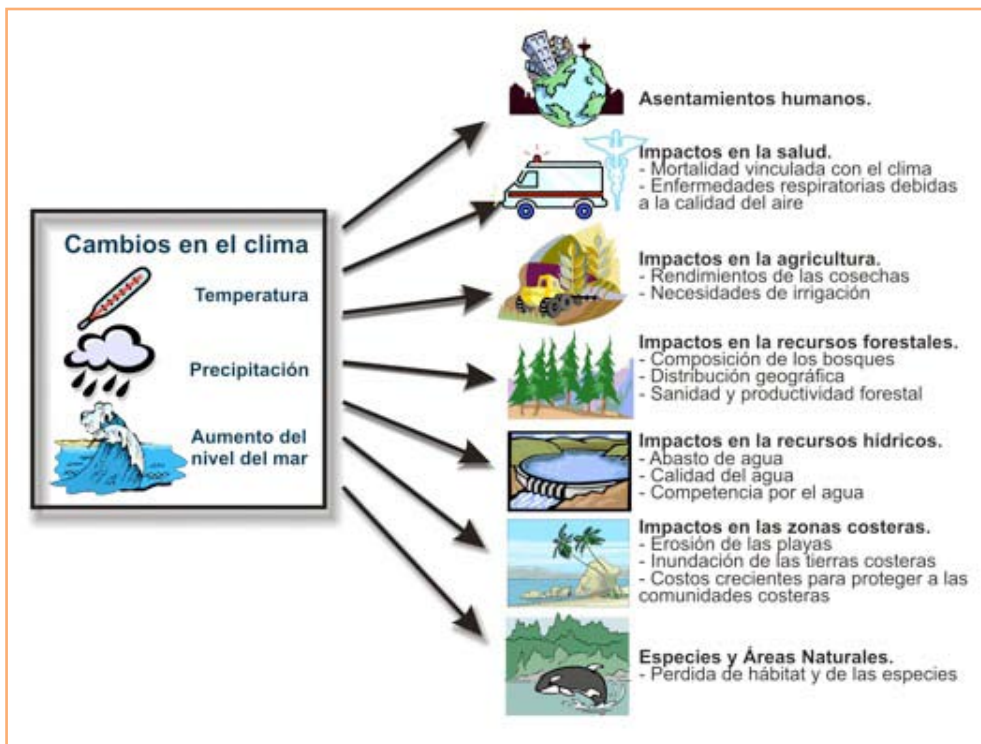 Cambios en el clima
Temperatura
Precipitación
Aumento del
nivel del mar
Asentamientos humanos.
Impactos en la salud.
- Mortalidad vinculada con el clima
- Enfermedades respiratorias debidas
a la calidad del aire
Impactos en la agricultura.
- Rendimientos de las cosechas
- Necesidades de irrigación
Impactos en la recursos forestales.
- Composición de los bosques
- Distribución geográfica
- Sanidad y productividad forestal
Impactos en la recursos hídricos.
- Abasto de agua
- Calidad del agua
- Competencia por el agua
Impactos en las zonas costeras.
- Erosión de las playas
- Inundación de las tierras costeras
- Costos crecientes para proteger a las
comunidades costeras
Especies y Áreas Naturales.
- Perdida de hábitat y de las especies